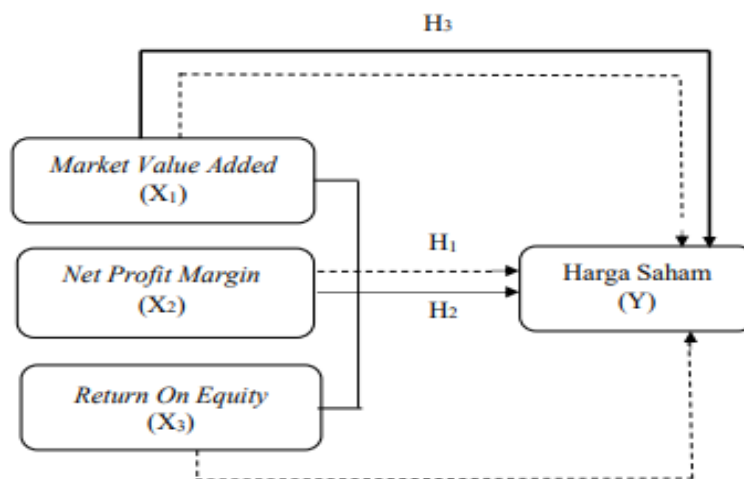 H₃
Market Value Added
(X₁)
Net Profit Margin
(X₂)
Return On Equity
(X₃)
H₁
H₂
Harga Saham
(Y)